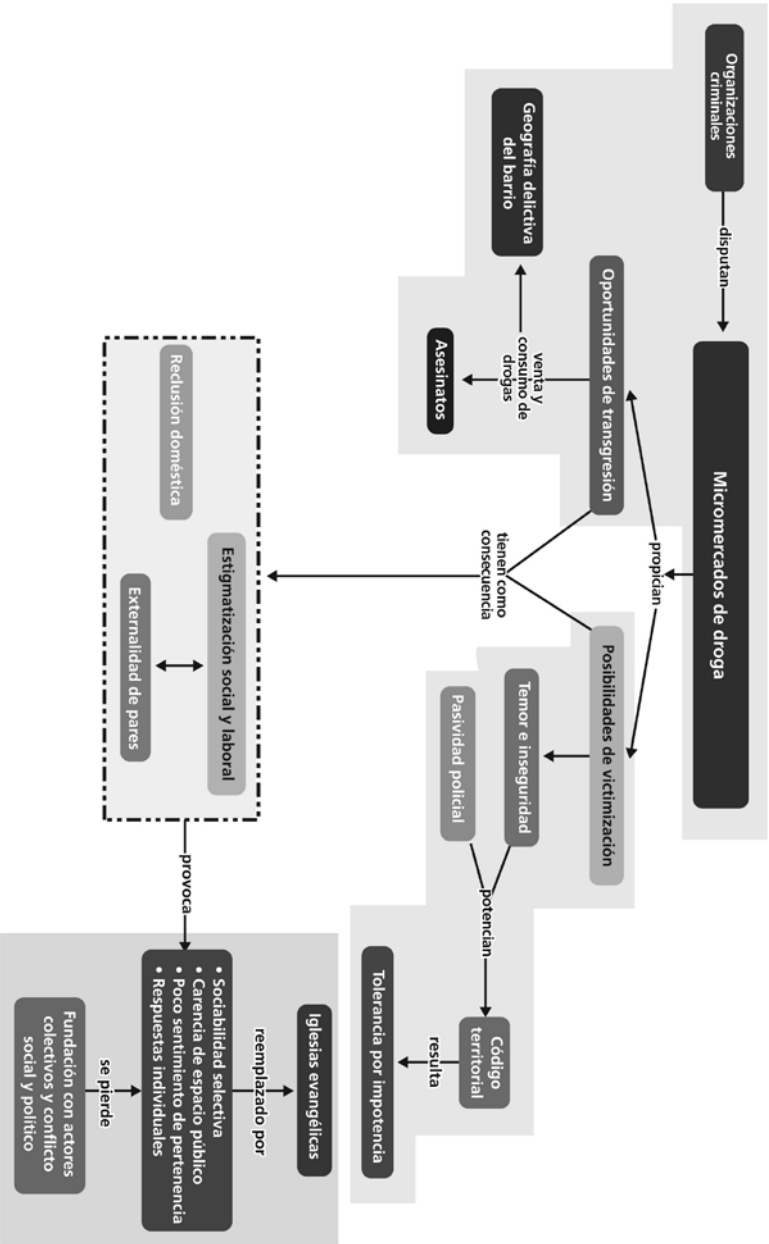 Organizaciones
criminales
disputan
Micromercados de droga
propician
Oportunidades de transgresión
Posibilidades de victimización
Geografía delictiva
del barrio
venta y
consumo de
drogas
Asesinatos
tienen como
consecuencia
Temor e inseguridad
Pasividad policial
potencian
Código
territorial
resulta
Tolerancia por impotencia
Reclusión doméstica
Estigmatización social y laboral
Externalidad de pares
provoca
Iglesias evangélicas
reemplazado por
• Sociabilidad selectiva
• Carencia de espacio público
• Poco sentimiento de pertenencia
• Respuestas individuales
se pierde
Fundación con actores
colectivos y conflicto
social y político